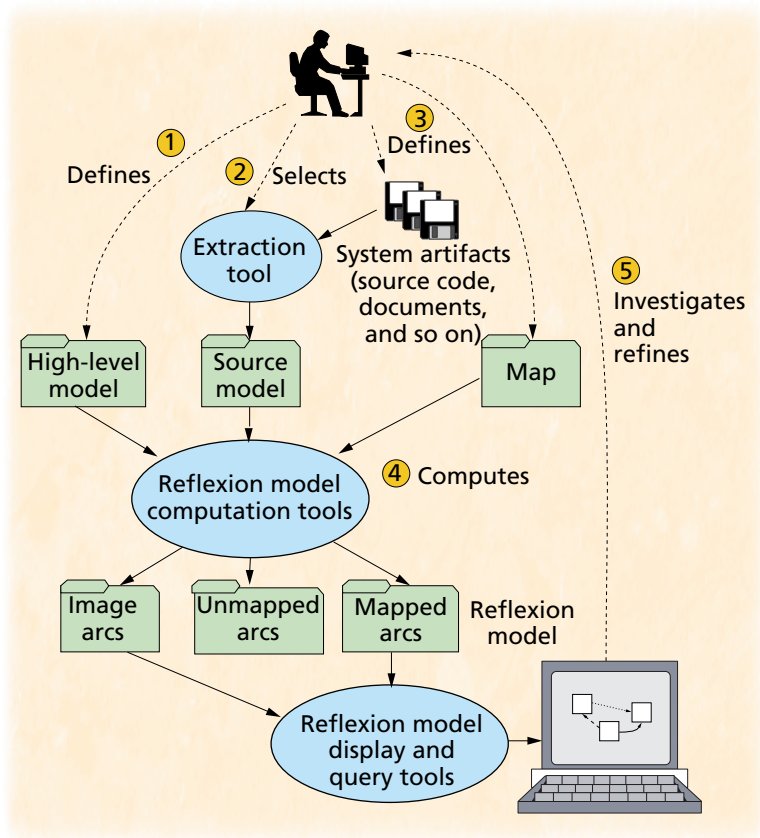 1
Defines
2
Selects
3
Defines
Extraction
tool
System artifacts
(source code,
documents,
and so on)
5
Investigates
and
refines
High-level
model
Source
model
Map
Reflexion model
computation tools
4 Computes
Image
arcs
Unmapped
arcs
Mapped
arcs
Reflexion
model
Reflexion model
display and
query tools